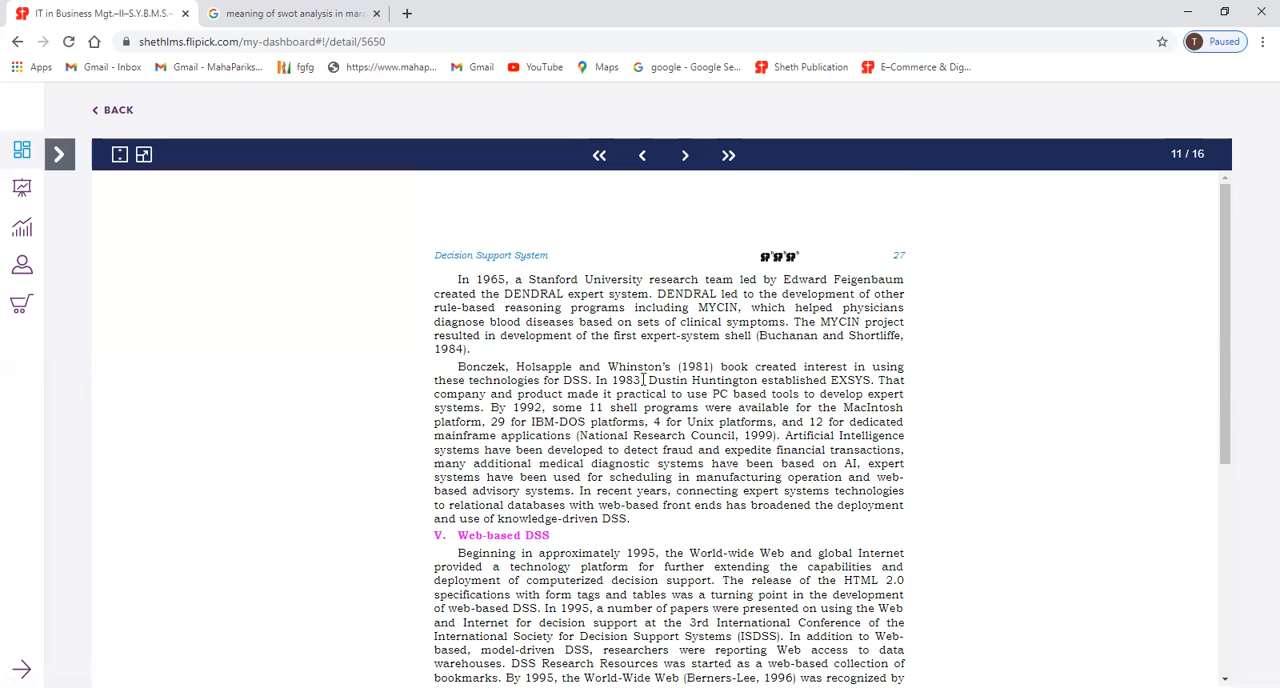 IT in Business Mgt.–II–S.Y.B.M.S.-
meaning of swot analysis in mara
shethlms.flipick.com/my-dashboard#!/detail/5650
T Paused
Apps
Gmail - Inbox
Gmail - MahaPariks...
fgfg
https://www.mahap...
Gmail
YouTube
Maps
google - Google Se...
Sheth Publication
E–Commerce & Dig...
BACK
11 / 16
Decision Support System 27
In 1965, a Stanford University research team led by Edward Feigenbaum
created the DENDRAL expert system. DENDRAL led to the development of other
rule-based reasoning programs including MYCIN, which helped physicians
diagnose blood diseases based on sets of clinical symptoms. The MYCIN project
resulted in development of the first expert-system shell (Buchanan and Shortliffe,
1984).
Bonczek, Holsapple and Whinston's (1981) book created interest in using
these technologies for DSS. In 1983, Dustin Huntington established EXSYS. That
company and product made it practical to use PC based tools to develop expert
systems. By 1992, some 11 shell programs were available for the MacIntosh
platform, 29 for IBM-DOS platforms, 4 for Unix platforms, and 12 for dedicated
mainframe applications (National Research Council, 1999). Artificial Intelligence
systems have been developed to detect fraud and expedite financial transactions,
many additional medical diagnostic systems have been based on AI, expert
systems have been used for scheduling in manufacturing operation and web-
based advisory systems. In recent years, connecting expert systems technologies
to relational databases with web-based front ends has broadened the deployment
and use of knowledge-driven DSS.
V. Web-based DSS
Beginning in approximately 1995, the World-wide Web and global Internet
provided a technology platform for further extending the capabilities and
deployment of computerized decision support. The release of the HTML 2.0
specifications with form tags and tables was a turning point in the development
of web-based DSS. In 1995, a number of papers were presented on using the Web
and Internet for decision support at the 3rd International Conference of the
International Society for Decision Support Systems (ISDSS). In addition to Web-
based, model-driven DSS, researchers were reporting Web access to data
warehouses. DSS Research Resources was started as a web-based collection of
bookmarks. By 1995, the World-Wide Web (Berners-Lee, 1996) was recognized by